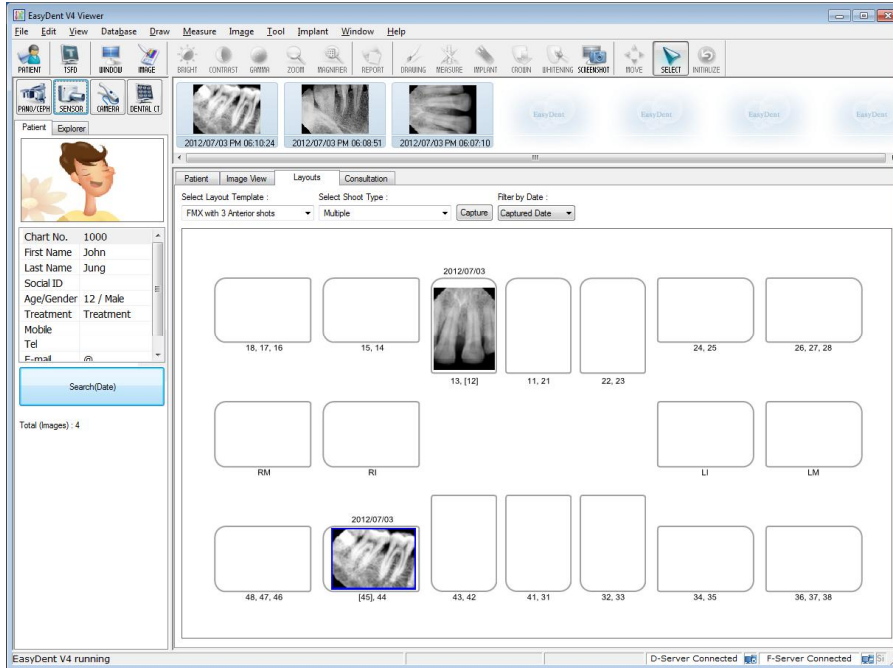 EasyDent V4 Viewer
File Edit View Database Draw Measure Image Tool Implant Window Help
PATIENT TSFD WINDOW IMAGE BRIGHT CONTRAST GAMMA ZOOM MAGNIFIER REPORT DRAWING MEASURE IMPLANT CROWN WHITENING SCREENSHOT MOVE SELECT INITIALIZE
PANO/CEPH SENSOR CAMERA DENTAL CT
EasyDent EasyDent EasyDent EasyDent
2012/07/03 PM 06:10:24 2012/07/03 PM 06:08:51 2012/07/03 PM 06:07:10
Patient Explorer
Patient Image View Layouts Consultation
Select Layout Template : Select Shoot Type : Filter by Date :
FMX with 3 Anterior shots Multiple Capture Captured Date
Chart No. 1000
First Name John
Last Name Jung
Social ID
Age/Gender 12 / Male
Treatment Treatment
Mobile
Tel
E-mail @
Search(Date)
Total (Images) : 4
2012/07/03
18, 17, 16 15, 14 24, 25 26, 27, 28
13, [12] 11, 21 22, 23
RM RI LI LM
2012/07/03
48, 47, 46 [45], 44 43, 42 41, 31 32, 33 34, 35 36, 37, 38
EasyDent V4 running D-Server Connected F-Server Connected